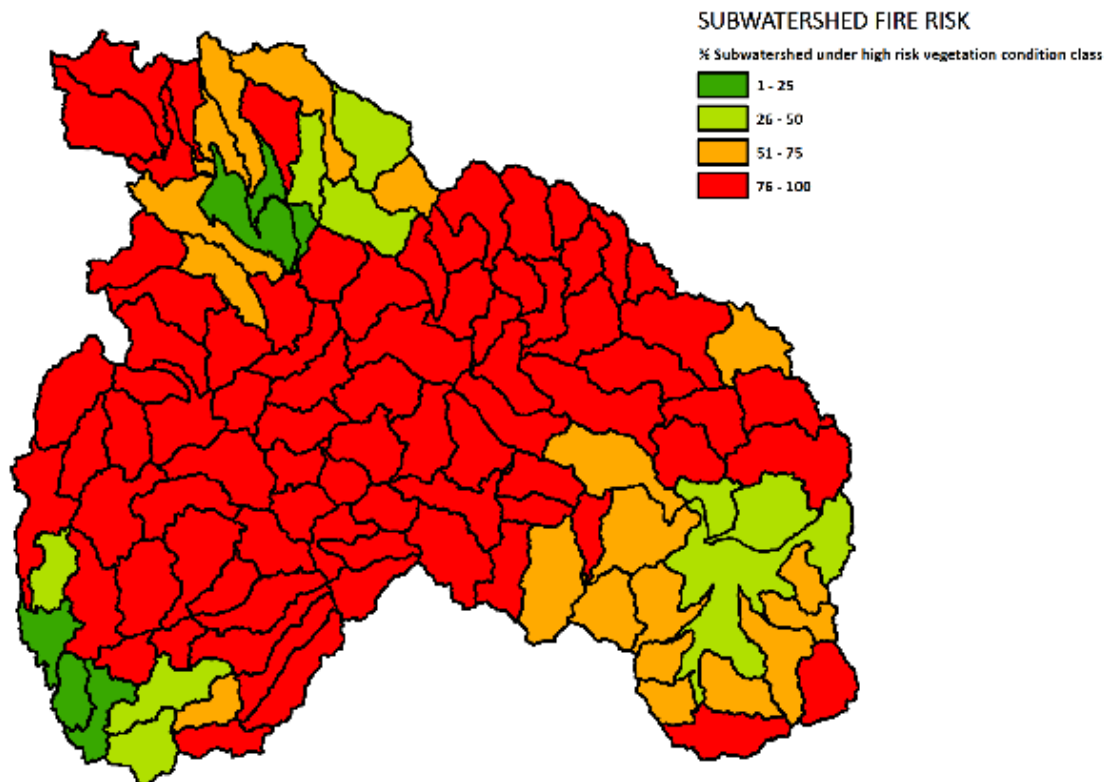 SUBWATERSHED FIRE RISK
% Subwatershed under high risk vegetation condition class
1 - 25
26 - 50
51 - 75
76 - 100